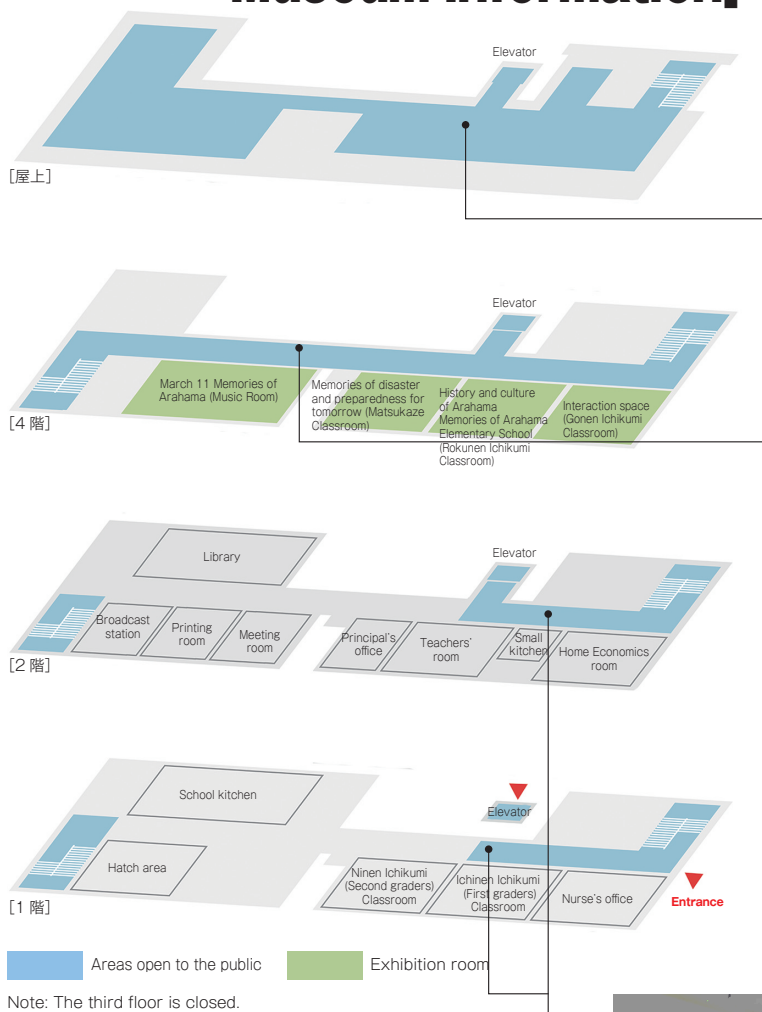 Museum Information】
Elevator
[屋上]
Elevator
March 11 Memories of
Arahama (Music Room)
Memories of disaster
and preparedness for
tomorrow (Matsukaze
Classroom)
History and culture
of Arahama
Memories of Arahama
Elementary School
(Rokunen Ichikumi
Classroom)
Interaction space
(Gonen Ichikumi
Classroom)
[4 階]
Library
Elevator
Broadcast
station
Printing
room
Meeting
room
Principal's
office
Teachers'
room
Small
kitchen
Home Economics
room
[2 階]
School kitchen
Elevator
Hatch area
Ninen Ichikumi
(Second graders)
Classroom
Ichinen Ichikumi
(First graders)
Classroom
Nurse's office
Entrance
[1 階]
Areas open to the public
Exhibition room
Note: The third floor is closed.